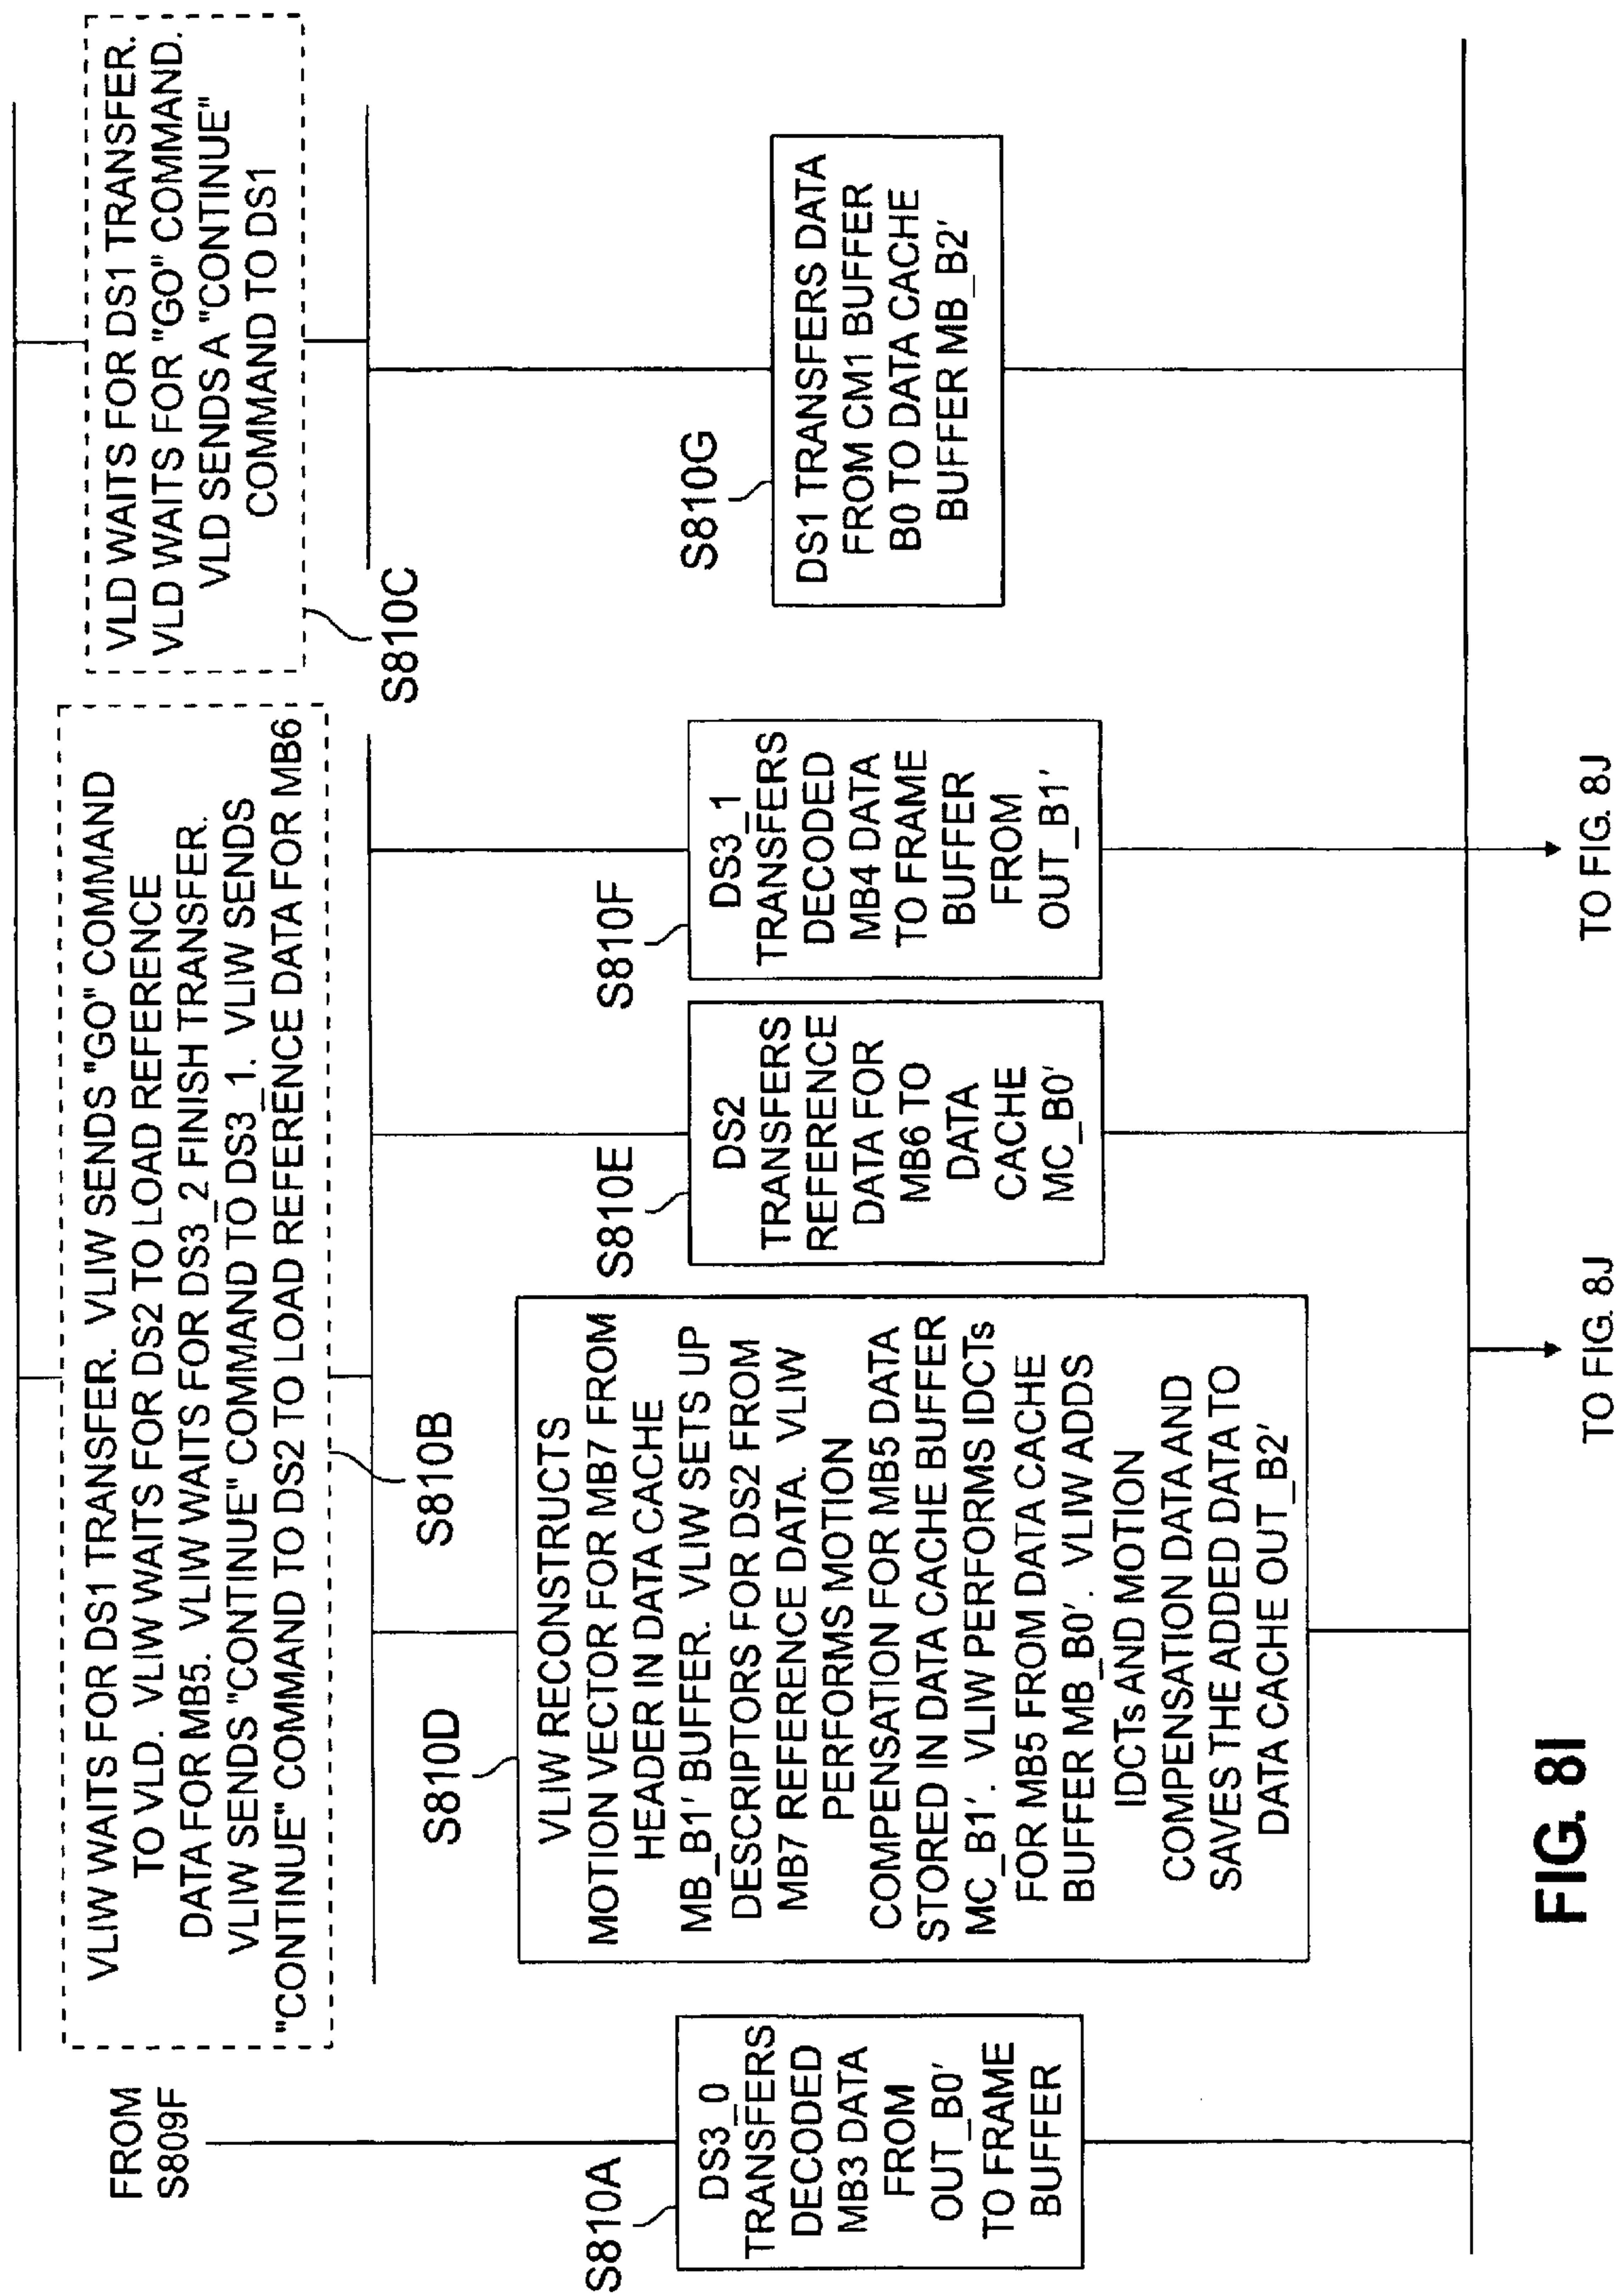 FROM
S809F
VLIW WAITS FOR DS1 TRANSFER. VLIW SENDS "GO" COMMAND
TO VLD. VLIW WAITS FOR DS2 TO LOAD REFERENCE
DATA FOR MB5. VLIW WAITS FOR DS3_2 FINISH TRANSFER.
VLIW SENDS "CONTINUE" COMMAND TO DS3_1. VLIW SENDS
"CONTINUE" COMMAND TO DS2 TO LOAD REFERENCE DATA FOR MB6
S810B
VLD WAITS FOR DS1 TRANSFER.
VLD WAITS FOR "GO" COMMAND.
VLD SENDS A "CONTINUE"
COMMAND TO DS1
S810C
S810A
DS3_0
TRANSFERS
DECODED
MB3 DATA
FROM
OUT_B0'
TO FRAME
BUFFER
S810D
VLIW RECONSTRUCTS
MOTION VECTOR FOR MB7 FROM
HEADER IN DATA CACHE
MB_B1' BUFFER. VLIW SETS UP
DESCRIPTORS FOR DS2 FROM
MB7 REFERENCE DATA. VLIW
PERFORMS MOTION
COMPENSATION FOR MB5 DATA
STORED IN DATA CACHE BUFFER
MC_B1'. VLIW PERFORMS IDCTs
FOR MB5 FROM DATA CACHE
BUFFER MB_B0'. VLIW ADDS
IDCTs AND MOTION
COMPENSATION DATA AND
SAVES THE ADDED DATA TO
DATA CACHE OUT_B2'
S810E
DS2
TRANSFERS
REFERENCE
DATA FOR
MB6 TO
DATA
CACHE
MC_B0'
S810F
DS3_1
TRANSFERS
DECODED
MB4 DATA
TO FRAME
BUFFER
FROM
OUT_B1'
S810G
DS1 TRANSFERS DATA
FROM CM1 BUFFER
B0 TO DATA CACHE
BUFFER MB_B2'
TO FIG. 8J
TO FIG. 8J
FIG. 8I